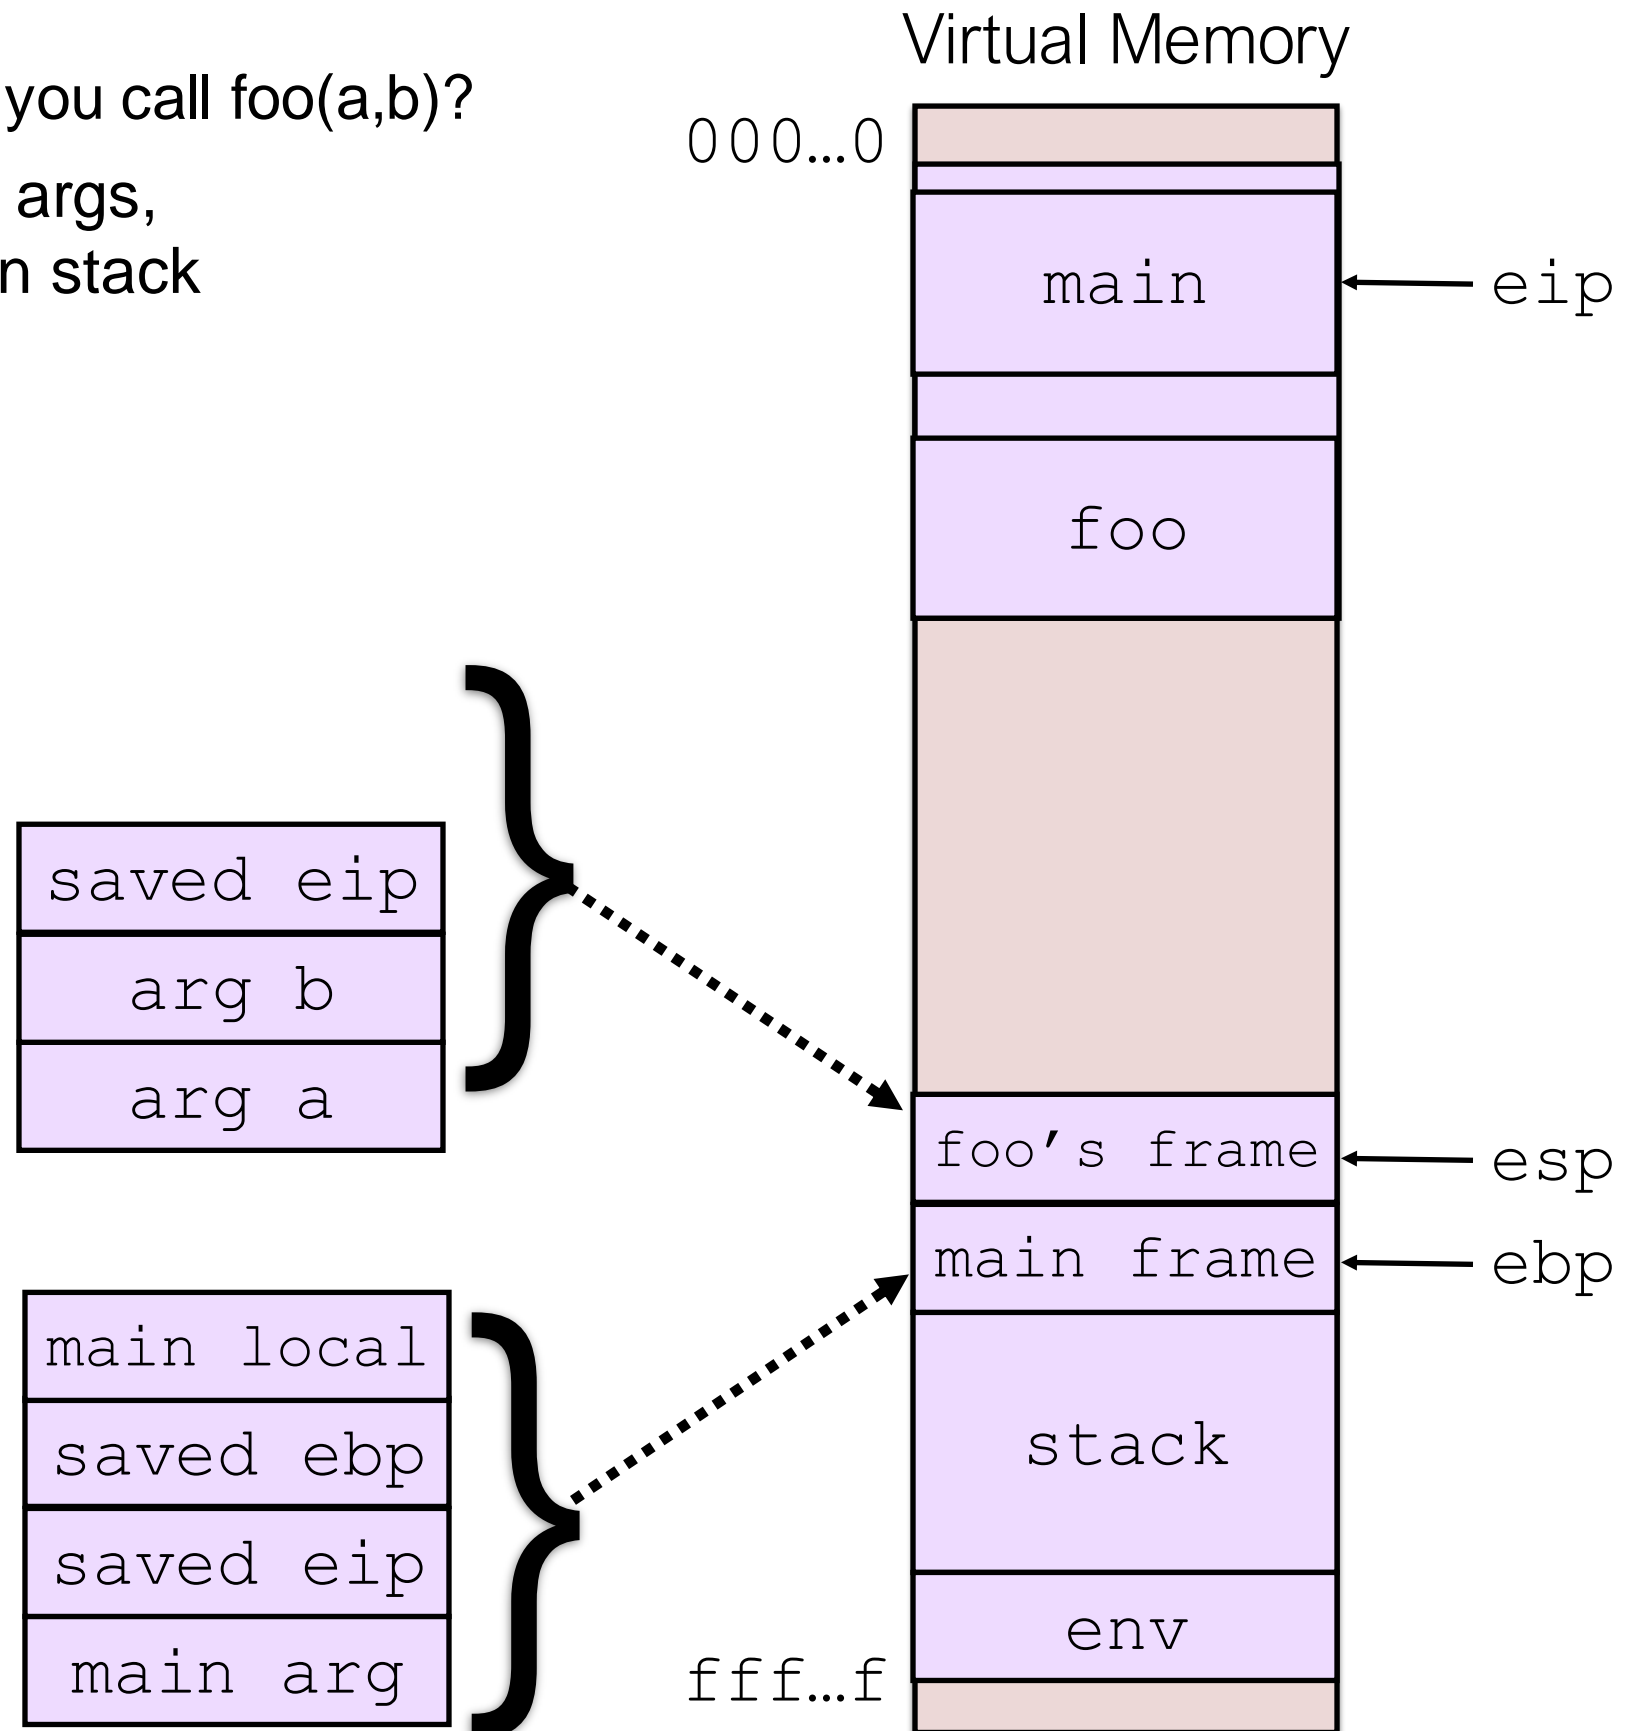 Virtual Memory
you call foo(a,b)?
args,
n stack
000…0
main
eip
foo
saved eip
arg b
arg a
foo's frame
esp
main frame
ebp
main local
saved ebp
saved eip
main arg
stack
env
fff…f